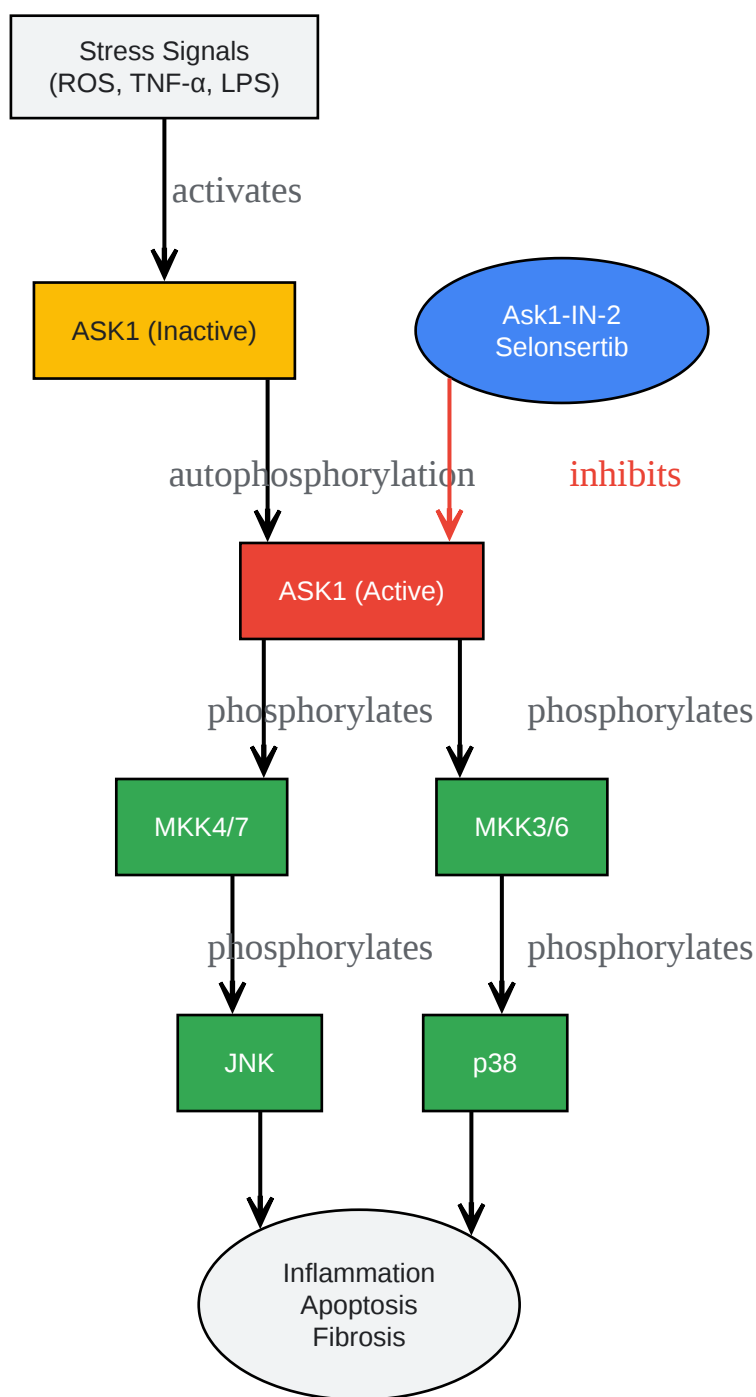 Stress Signals
(ROS, TNF-α, LPS)
activates
ASK1 (Inactive)
Ask1-IN-2
Selonsertib
autophosphorylation
inhibits
ASK1 (Active)
phosphorylates
phosphorylates
MKK4/7
MKK3/6
phosphorylates
phosphorylates
JNK
p38
Inflammation
Apoptosis
Fibrosis